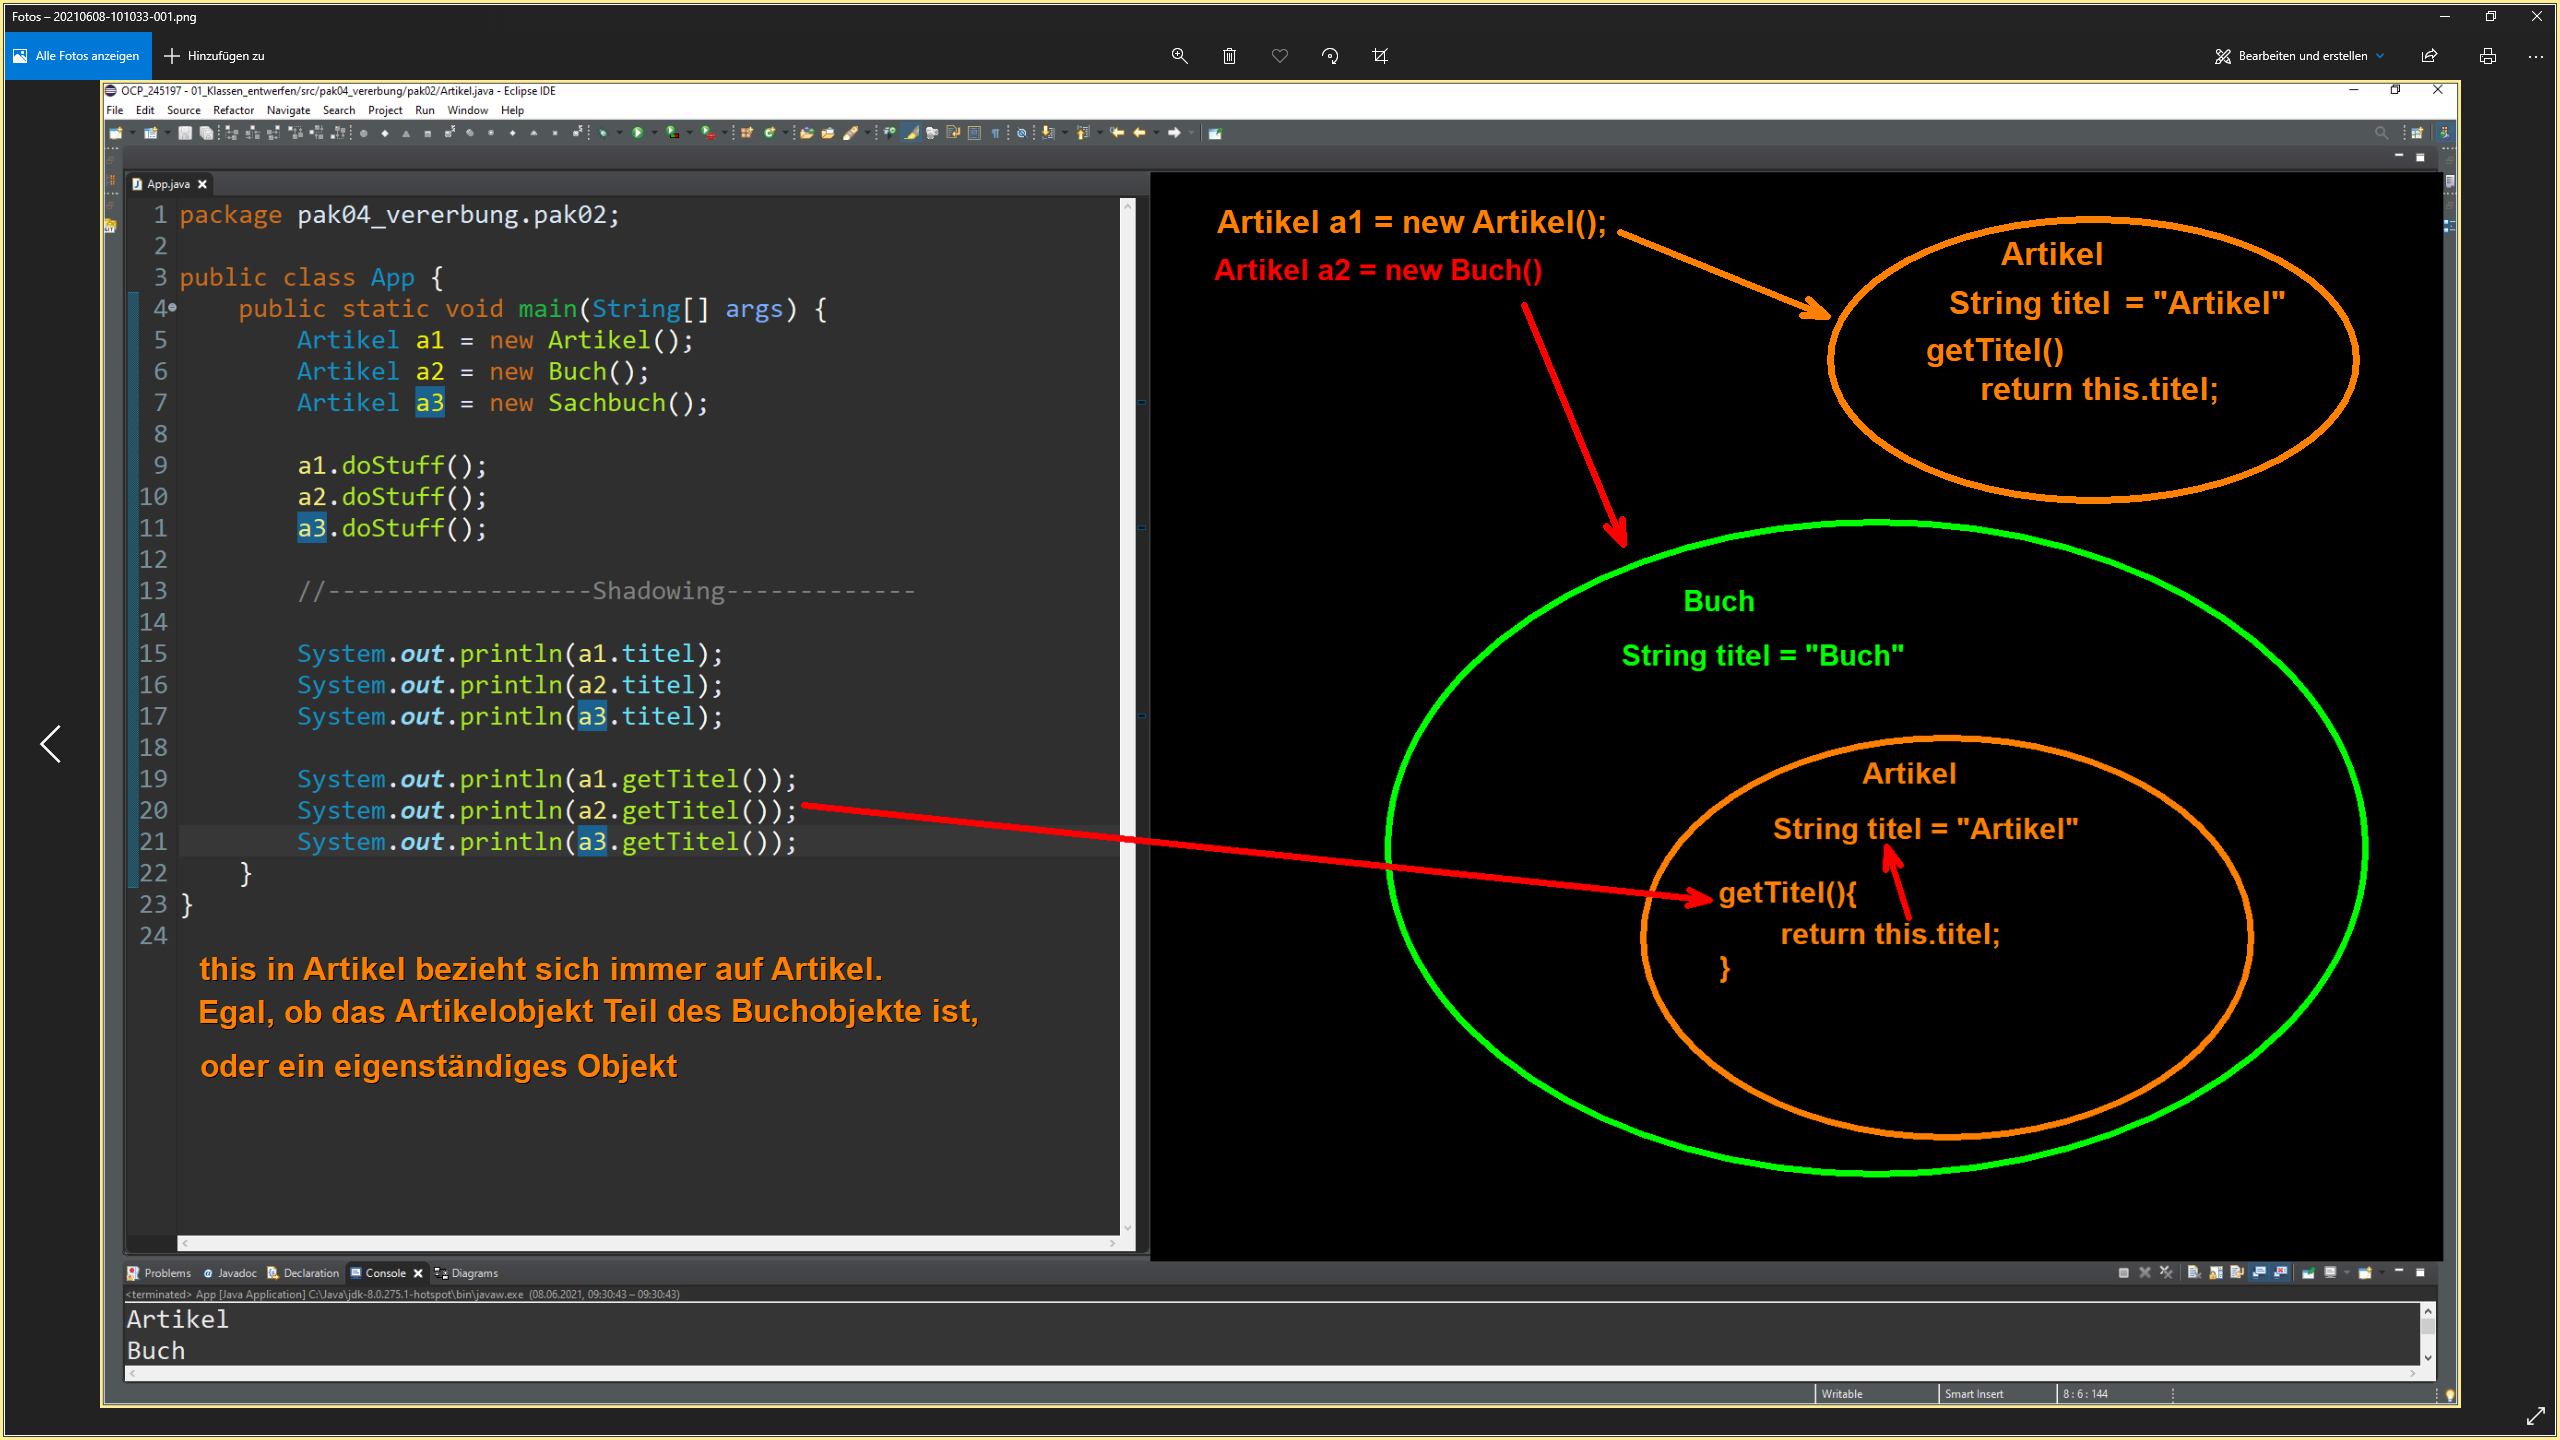 Fotos – 20210608-101033-001.png
Alle Fotos anzeigen
Hinzufügen zu
Bearbeiten und erstellen
OCP_245197 - 01_Klassen_entwerfen/src/pak04_vererbung/pak02/Artikel.java - Eclipse IDE
File Edit Source Refactor Navigate Search Project Run Window Help
App.java
1 package pak04_vererbung.pak02;
2
3 public class App {
4 public static void main(String[] args) {
5 Artikel a1 = new Artikel();
6 Artikel a2 = new Buch();
7 Artikel a3 = new Sachbuch();
8
9 a1.doStuff();
10 a2.doStuff();
11 a3.doStuff();
12
13 //------------------Shadowing-------------
14
15 System.out.println(a1.titel);
16 System.out.println(a2.titel);
17 System.out.println(a3.titel);
18
19 System.out.println(a1.getTitel());
20 System.out.println(a2.getTitel());
21 System.out.println(a3.getTitel());
22 }
23 }
24
this in Artikel bezieht sich immer auf Artikel.
Egal, ob das Artikelobjekt Teil des Buchobjekte ist,
oder ein eigenständiges Objekt
Artikel a1 = new Artikel();
Artikel a2 = new Buch()
Artikel
String titel = "Artikel"
getTitel()
return this.titel;
Buch
String titel = "Buch"
Artikel
String titel = "Artikel"
getTitel(){
return this.titel;
}
Problems Javadoc Declaration Console Diagrams
<terminated> App [Java Application] C:\Java\jdk-8.0.275.1-hotspot\bin\javaw.exe (08.06.2021, 09:30:43 – 09:30:43)
Artikel
Buch
Writable Smart Insert 8 : 6 : 144